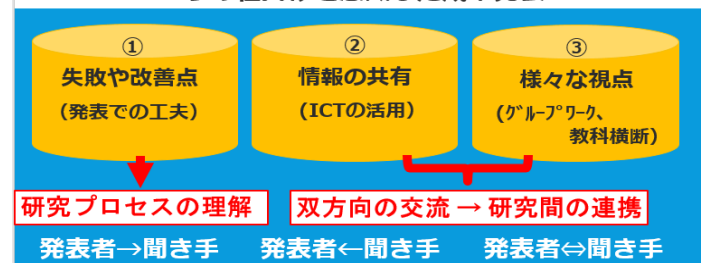 ①
失敗や改善点
(発表での工夫)
②
情報の共有
(ICTの活用)
③
様々な視点
(グループワーク、
教科横断)
研究プロセスの理解
双方向の交流→研究間の連携
発表者→聞き手
発表者←聞き手
発表者⇔聞き手